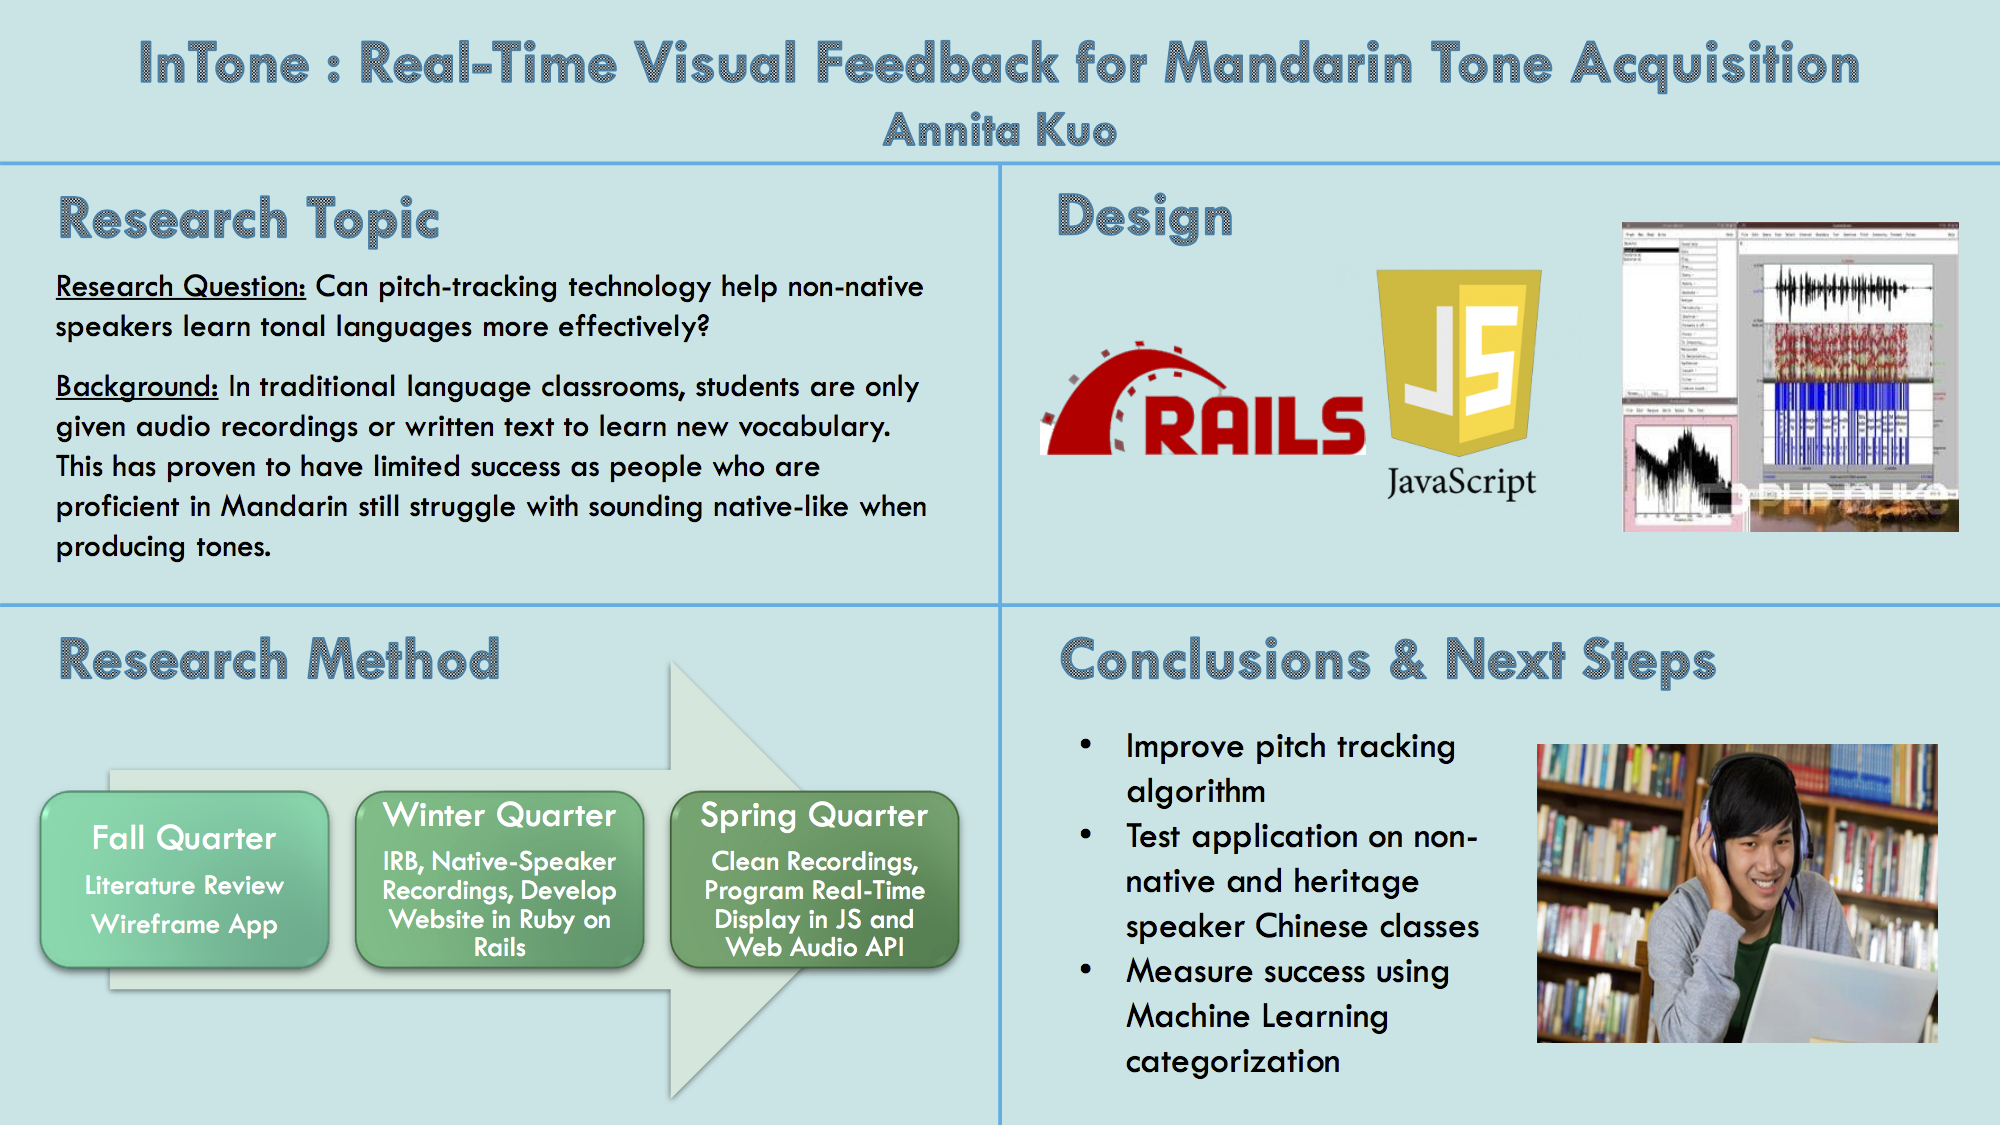 InTone : Real-Time Visual Feedback for Mandarin Tone Acquisition
Annita Kuo
Research Topic
Research Question: Can pitch-tracking technology help non-native
speakers learn tonal languages more effectively?
Background: In traditional language classrooms, students are only
given audio recordings or written text to learn new vocabulary.
This has proven to have limited success as people who are
proficient in Mandarin still struggle with sounding native-like when
producing tones.
Design
RAILS
JS
JavaScript
Research Method
Fall Quarter
Literature Review
Wireframe App
Winter Quarter
IRB, Native-Speaker
Recordings, Develop
Website in Ruby on
Rails
Spring Quarter
Clean Recordings,
Program Real-Time
Display in JS and
Web Audio API
Conclusions & Next Steps
• Improve pitch tracking
algorithm
• Test application on non-
native and heritage
speaker Chinese classes
• Measure success using
Machine Learning
categorization